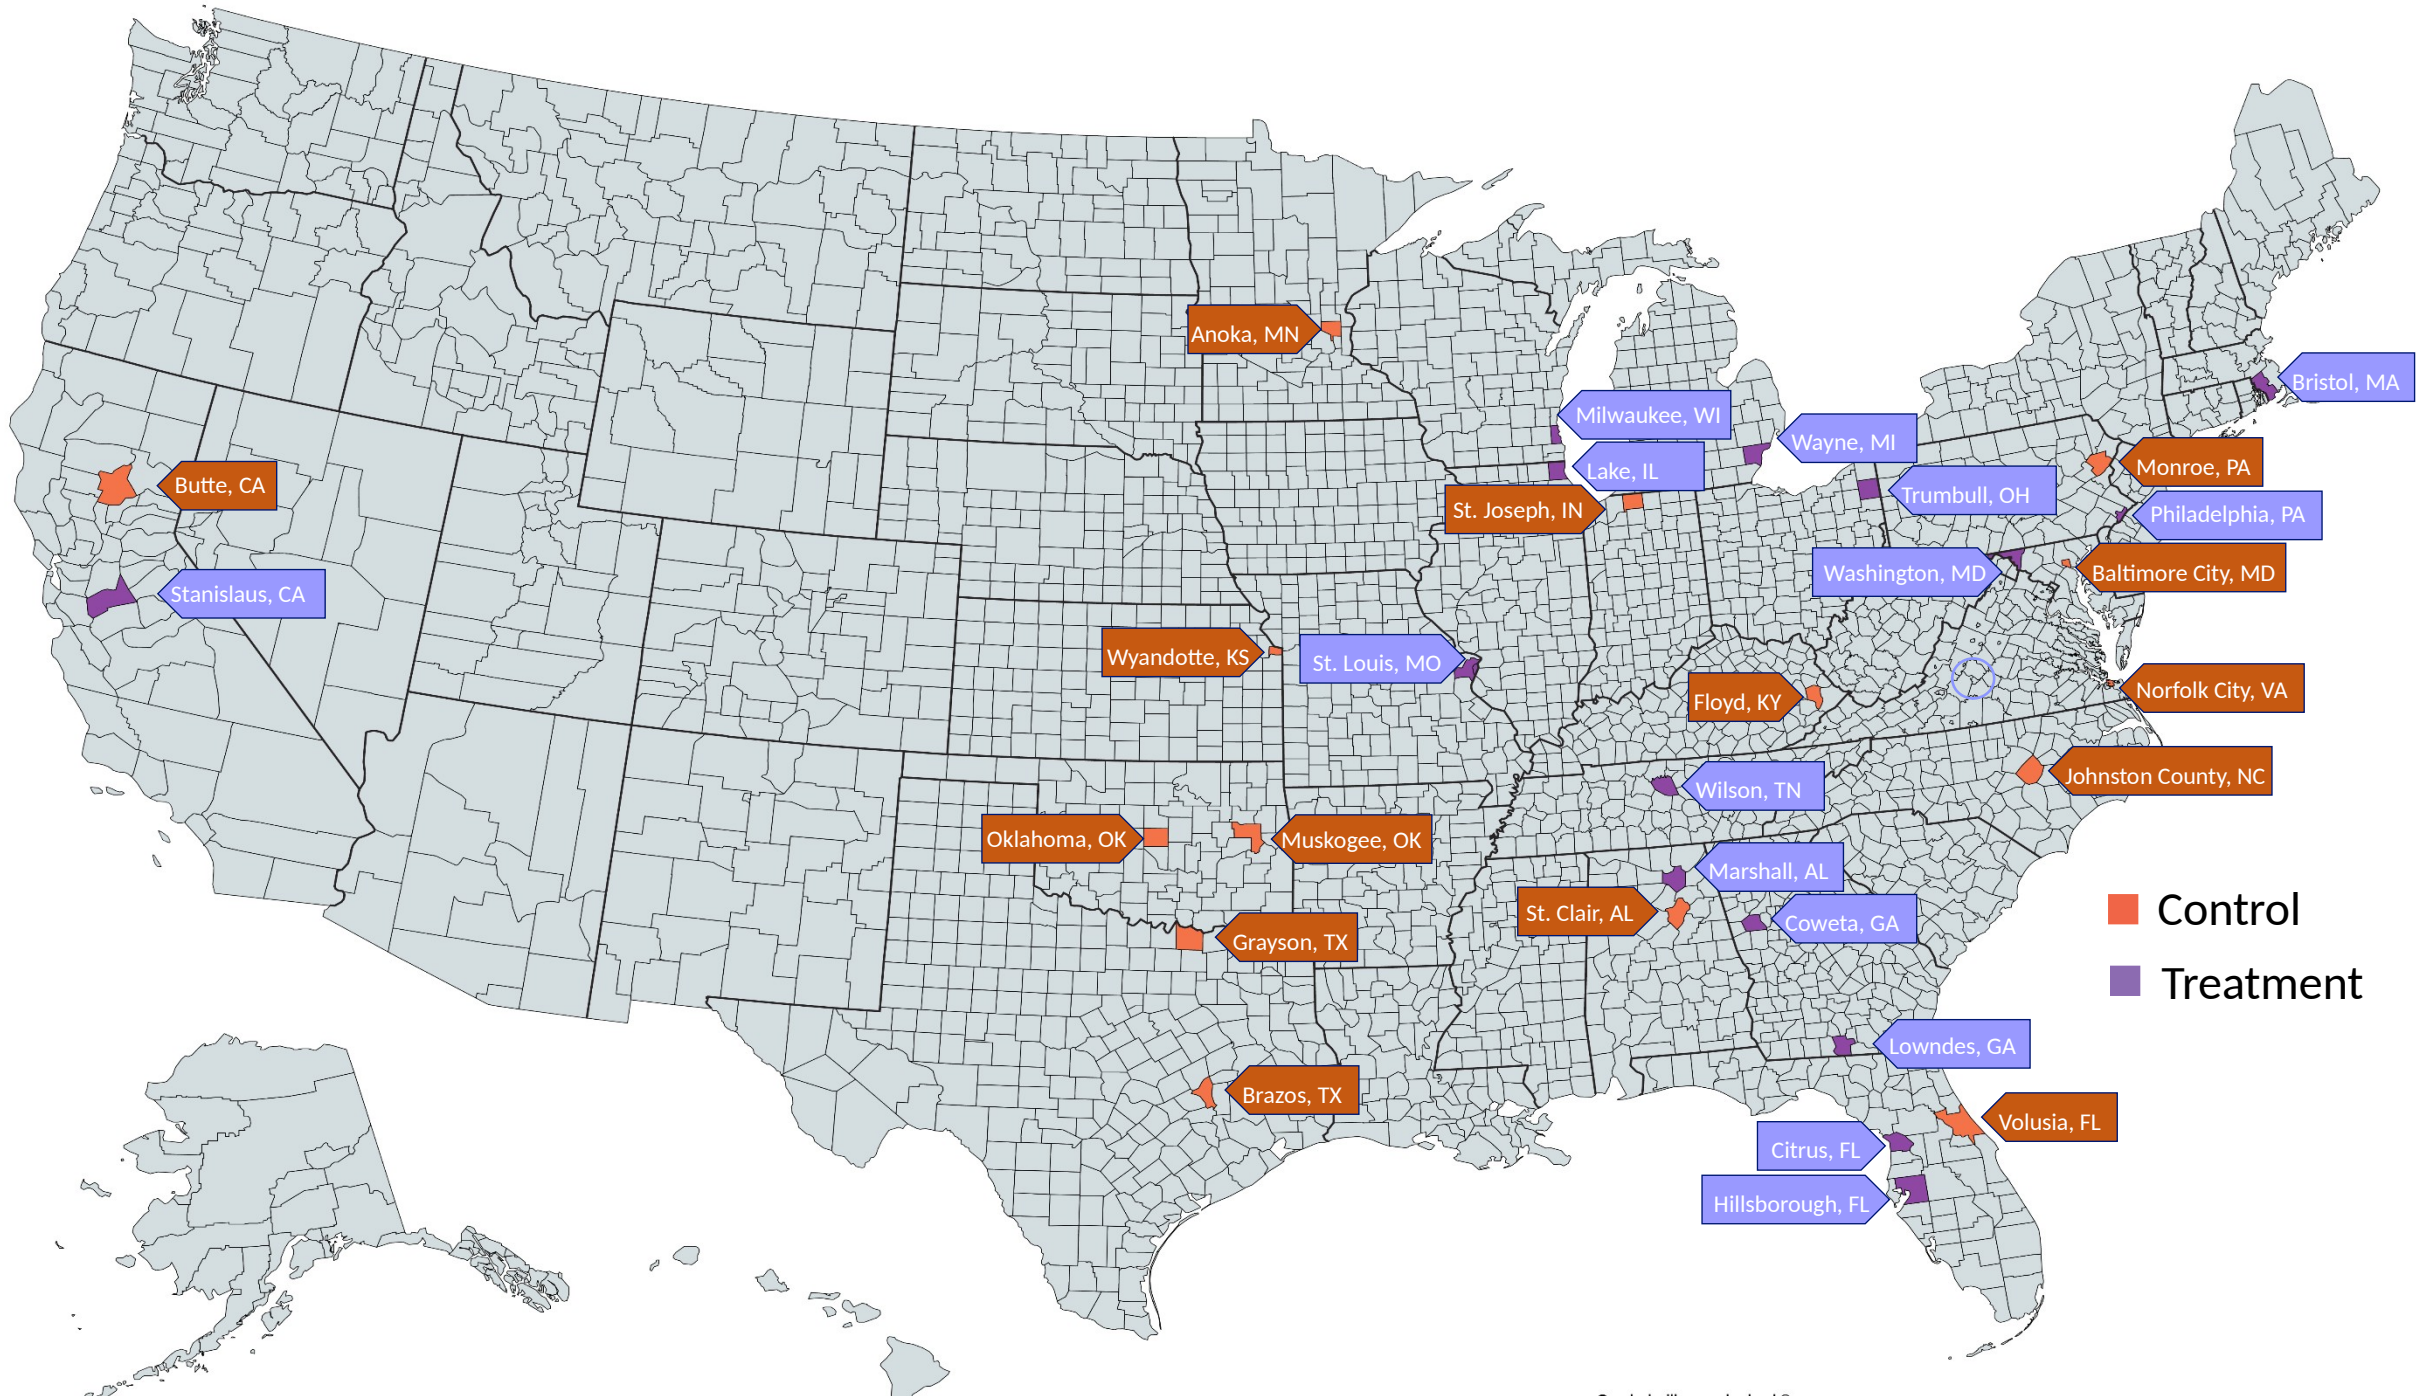 Anoka, MN
Bristol, MA
Milwaukee, WI
Wayne, MI
Lake, IL
Monroe, PA
Butte, CA
Trumbull, OH
St. Joseph, IN
Philadelphia, PA
Washington, MD
Baltimore City, MD
Stanislaus, CA
Wyandotte, KS
St. Louis, MO
Floyd, KY
Norfolk City, VA
Johnston County, NC
Wilson, TN
Oklahoma, OK
Muskogee, OK
Marshall, AL
St. Clair, AL
Coweta, GA
Control
Grayson, TX
Treatment
Lowndes, GA
Brazos, TX
Volusia, FL
Citrus, FL
Hillsborough, FL